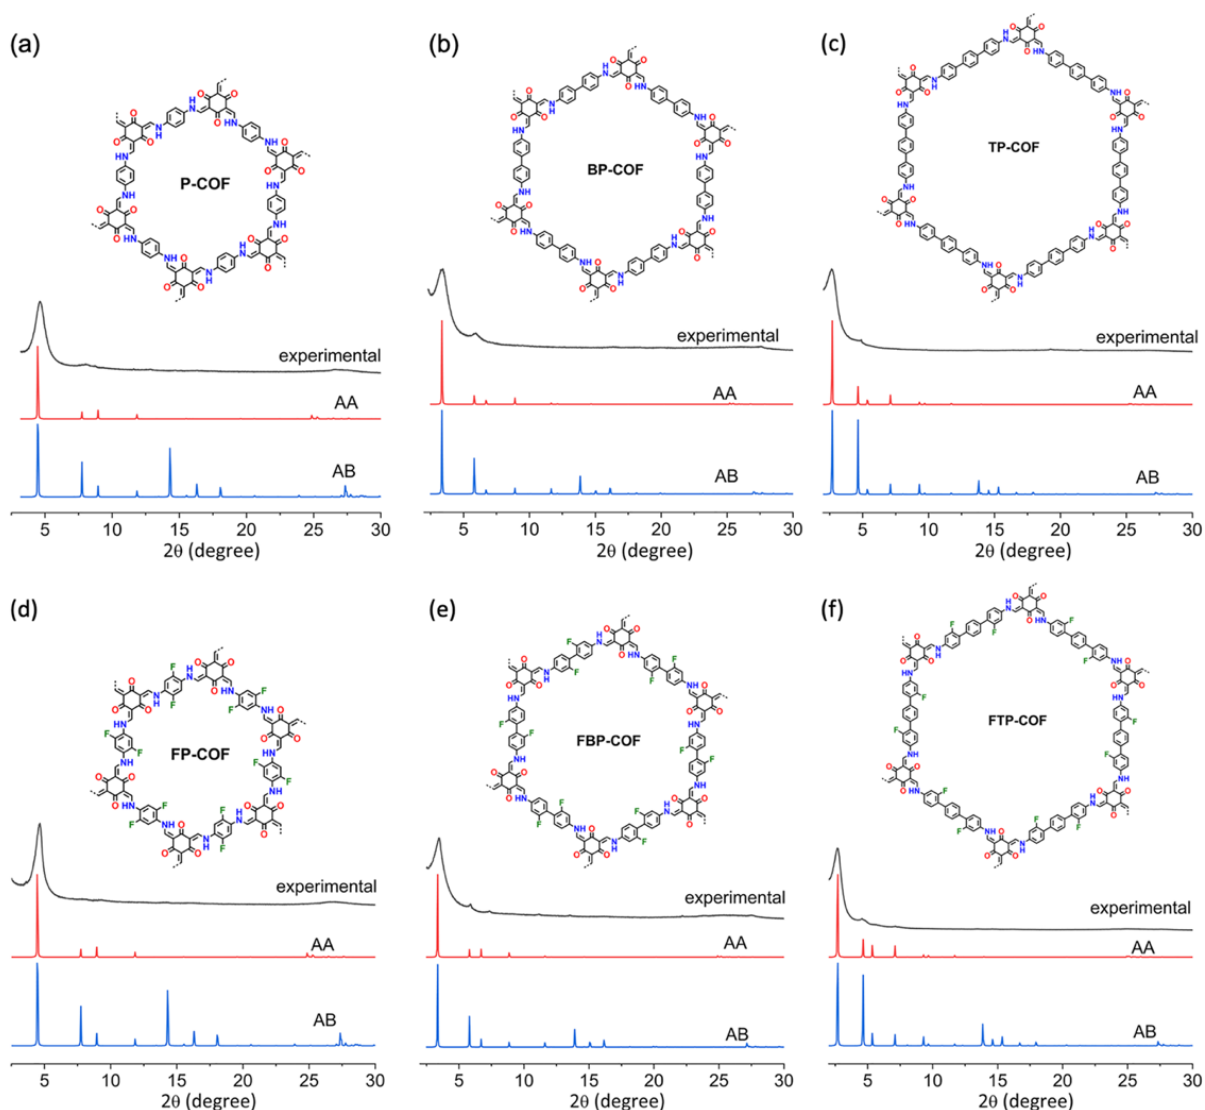 (a)
P-COF
experimental
AA
AB
5 10 15 20 25 30
2θ (degree)
(b)
BP-COF
experimental
AA
AB
5 10 15 20 25 30
2θ (degree)
(c)
TP-COF
experimental
AA
AB
5 10 15 20 25 30
2θ (degree)
(d)
FP-COF
experimental
AA
AB
5 10 15 20 25 30
2θ (degree)
(e)
FBP-COF
experimental
AA
AB
5 10 15 20 25 30
2θ (degree)
(f)
FTP-COF
experimental
AA
AB
5 10 15 20 25 30
2θ (degree)